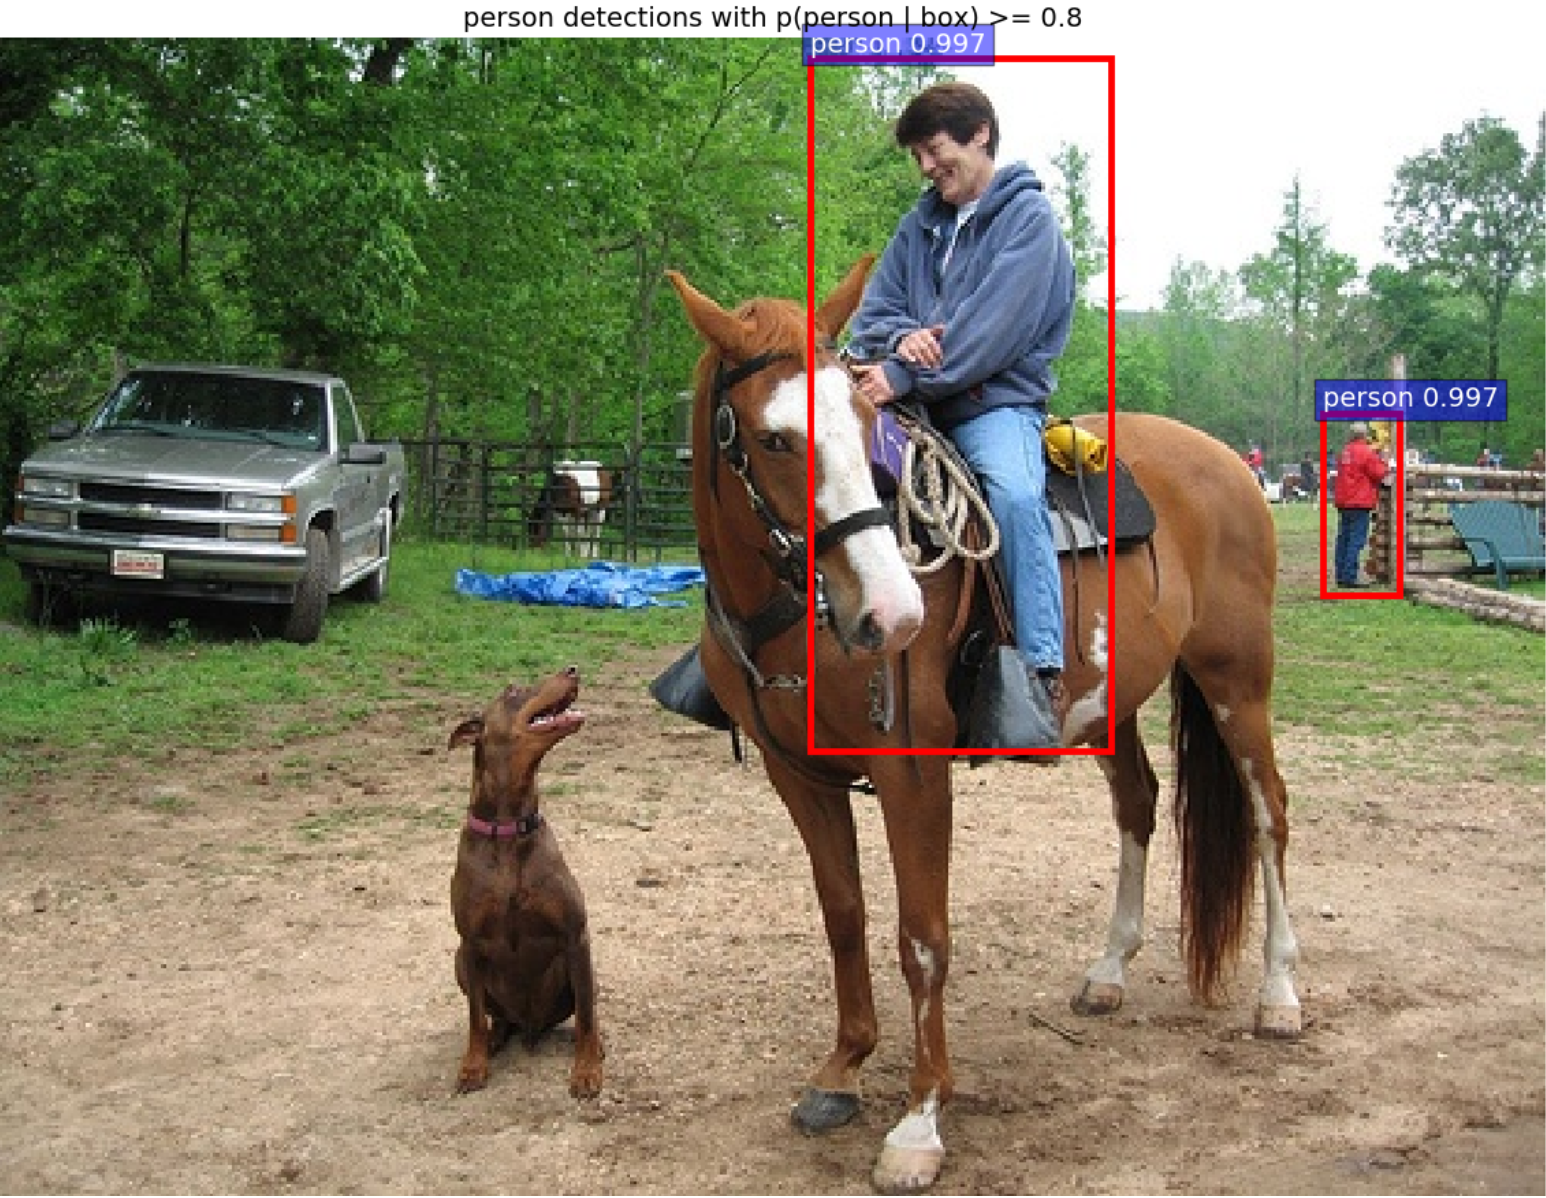 person detections with p(person | box) >= 0.8
person 0.997
person 0.997